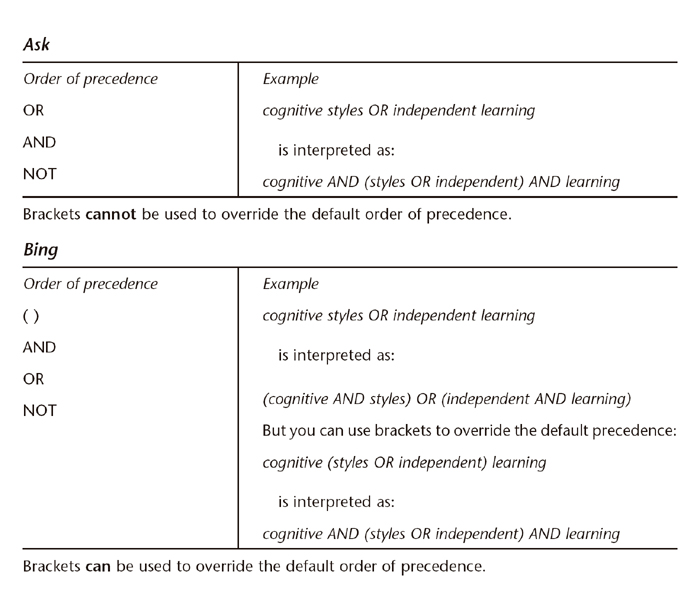 Ask
Order of precedence
Example
OR
cognitive styles OR independent learning
AND
is interpreted as:
NOT
cognitive AND (styles OR independent) AND learning
Brackets cannot be used to override the default order of precedence.
Bing
Order of precedence
Example
( )
cognitive styles OR independent learning
AND
is interpreted as:
OR
(cognitive AND styles) OR (independent AND learning)
NOT
But you can use brackets to override the default precedence:
cognitive (styles OR independent) learning
is interpreted as:
cognitive AND (styles OR independent) AND learning
Brackets can be used to override the default order of precedence.